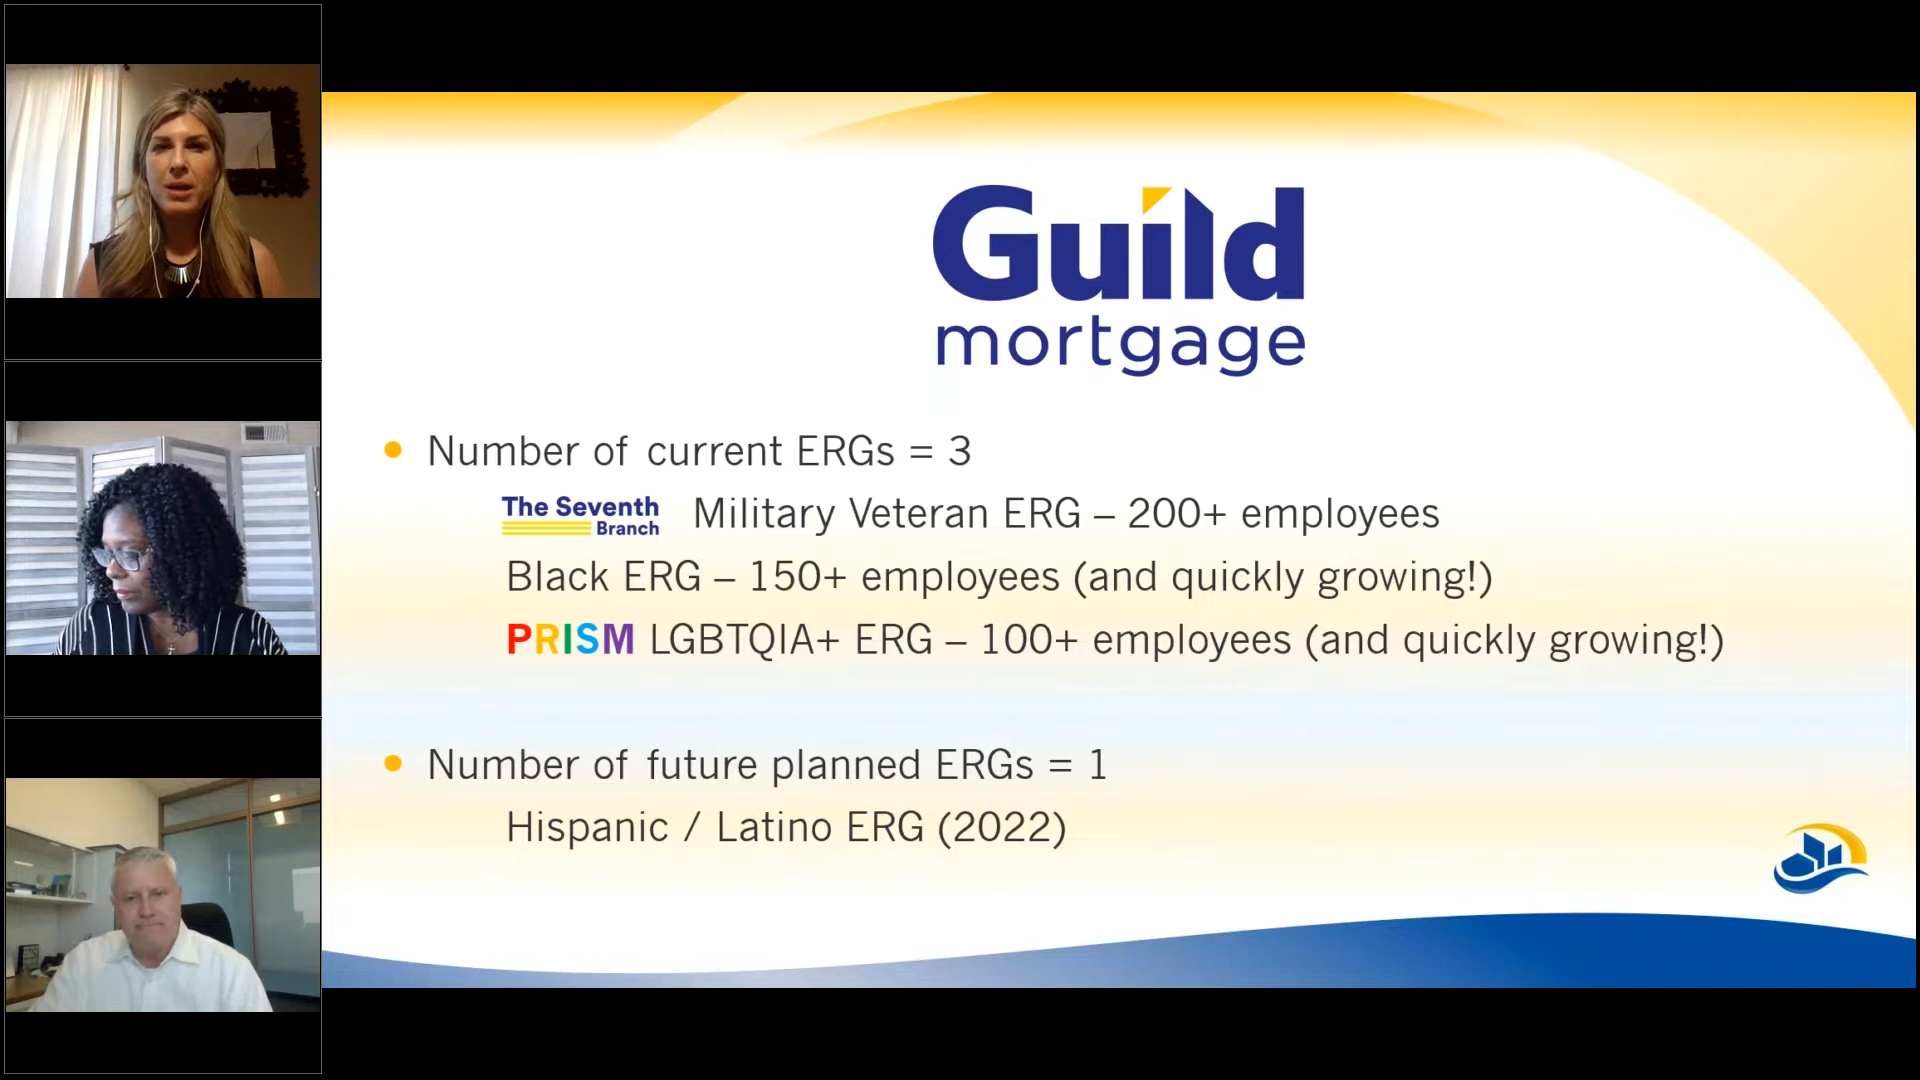 Guild
mortgage
• Number of current ERGs = 3
The Seventh
Branch
Military Veteran ERG – 200+ employees
Black ERG – 150+ employees (and quickly growing!)
PRISM LGBTQIA+ ERG – 100+ employees (and quickly growing!)
• Number of future planned ERGs = 1
Hispanic / Latino ERG (2022)